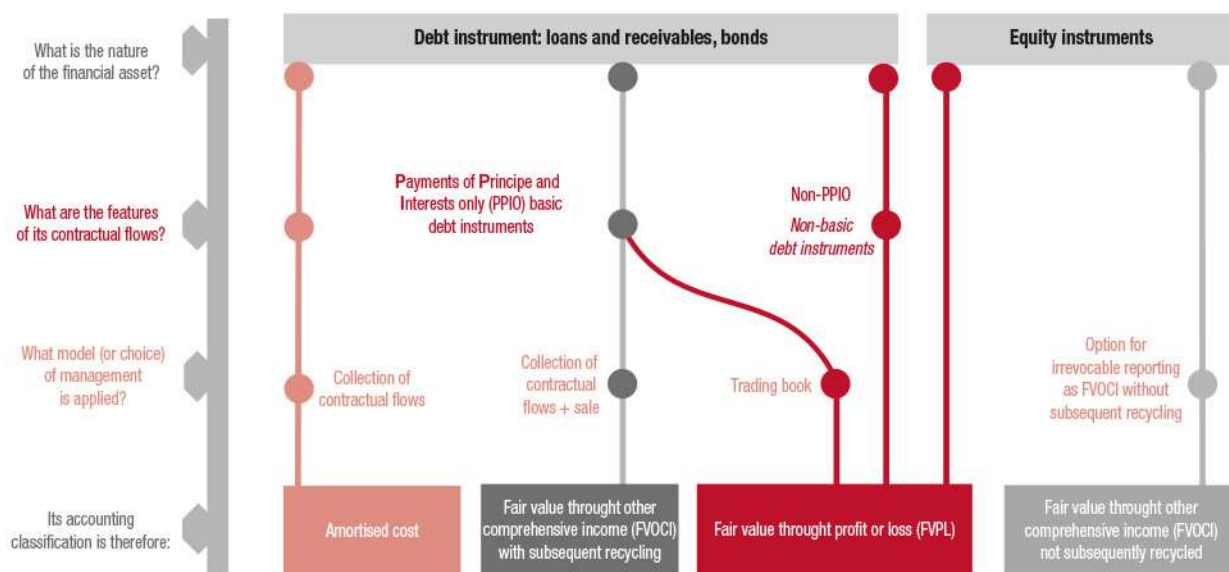 What is the nature
of the financial asset?
Debt instrument: loans and receivables, bonds
Equity instruments
What are the features
of its contractual flows?
Payments of Principe and
Interests only (PPIO) basic
debt instruments
Non-PPIO
Non-basic
debt instruments
What model (or choice)
of management
is applied?
Collection of
contractual flows
Collection of
contractual
flows + sale
Trading book
Option for
irrevocable reporting
as FVOCI without
subsequent recycling
Its accounting
classification is therefore:
Amortised cost
Fair value throught other
comprehensive income (FVOCI)
with subsequent recycling
Fair value throught profit or loss (FVPL)
Fair value throught other
comprehensive income (FVOCI)
not subsequently recycled